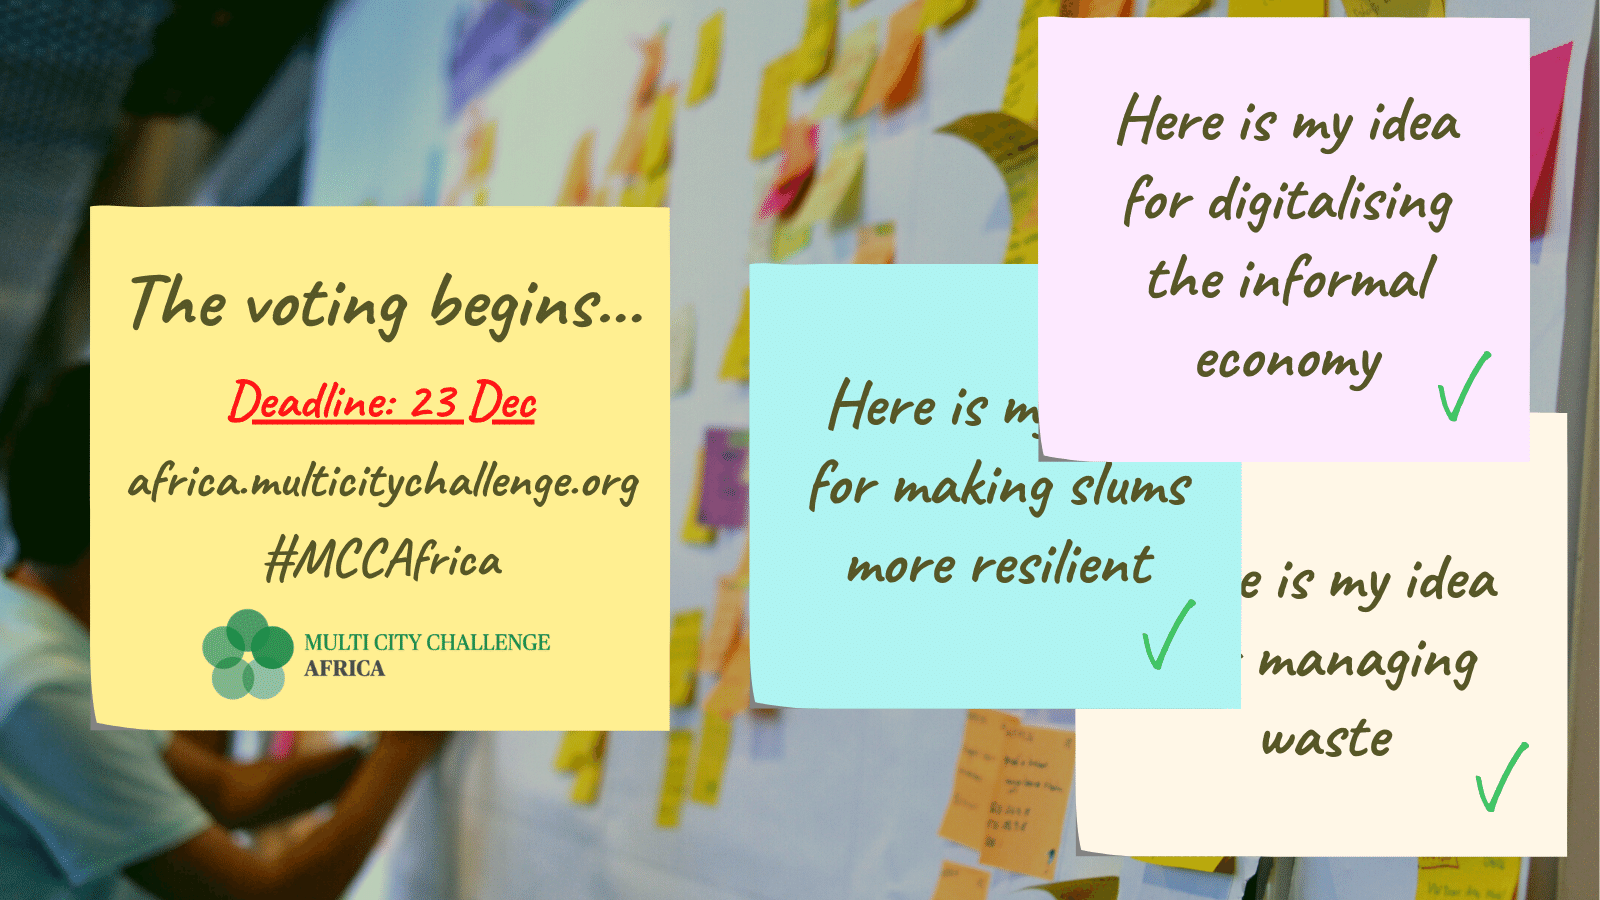 The voting begins...
Deadline: 23 Dec
africa.multicitychallenge.org
#MCCAfrica
MULTI CITY CHALLENGE
AFRICA
Here is my idea
for digitalising
the informal
economy
Here is
for making slums
more resilient
is my idea
managing
waste